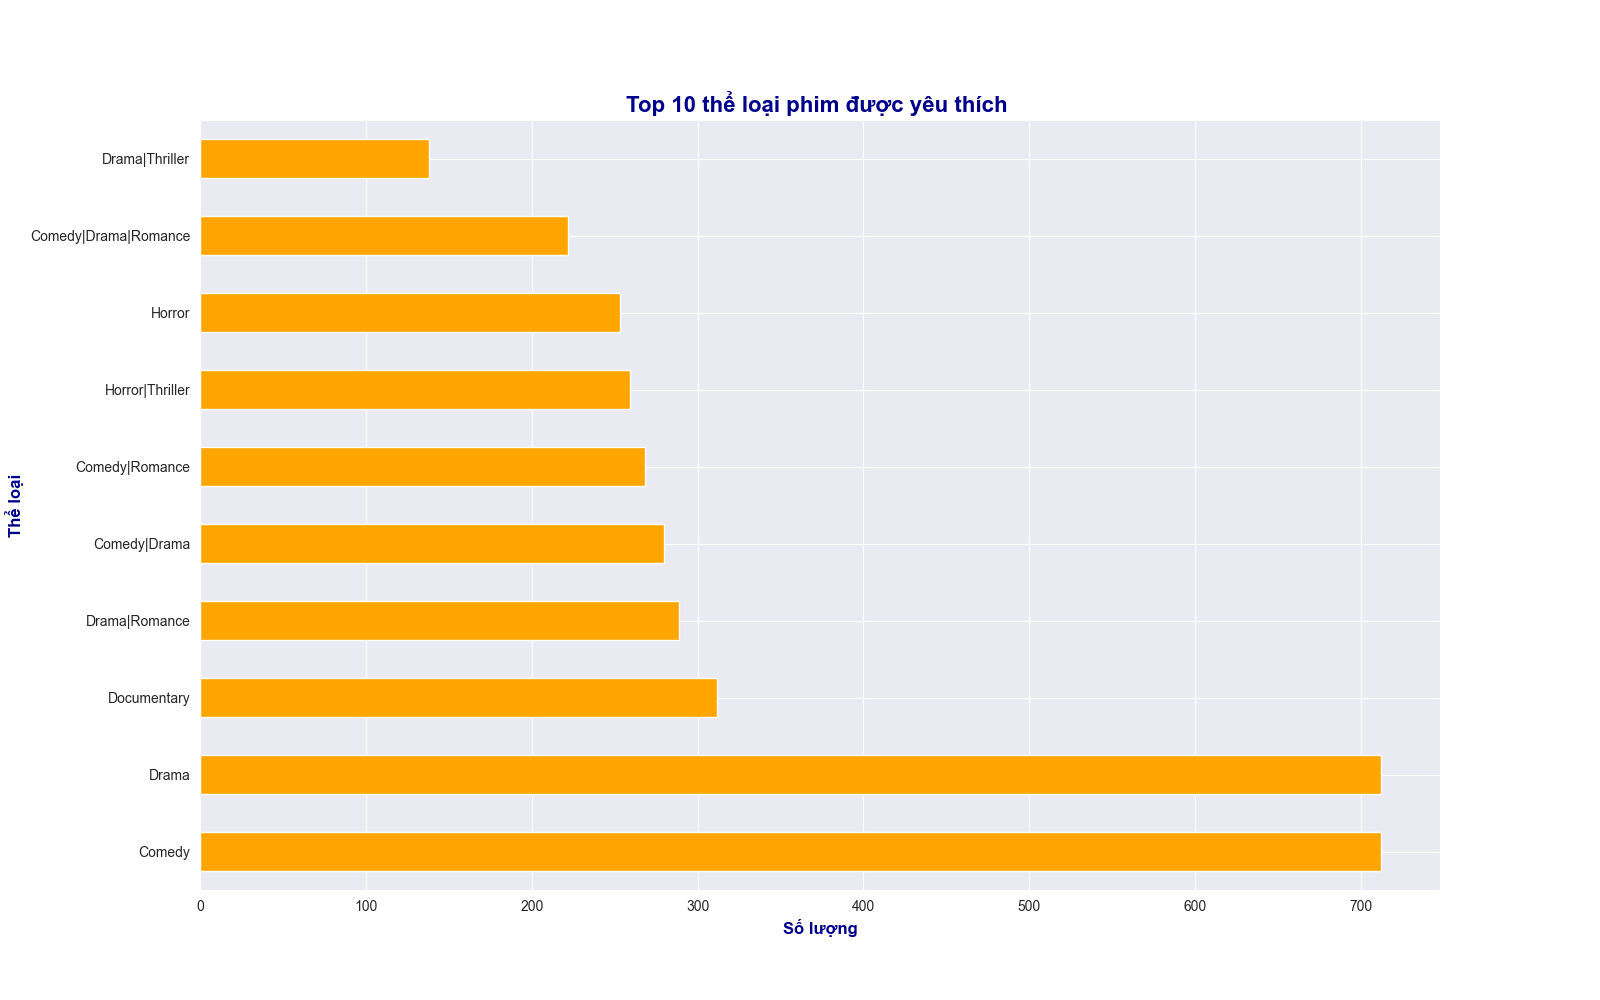 Top 10 thể loại phim được yêu thích
Drama|Thriller
Comedy|Drama|Romance
Horror
Horror|Thriller
Comedy|Romance
Comedy|Drama
Drama|Romance
Documentary
Drama
Comedy
Thể loại
0 100 200 300 400 500 600 700
Số lượng